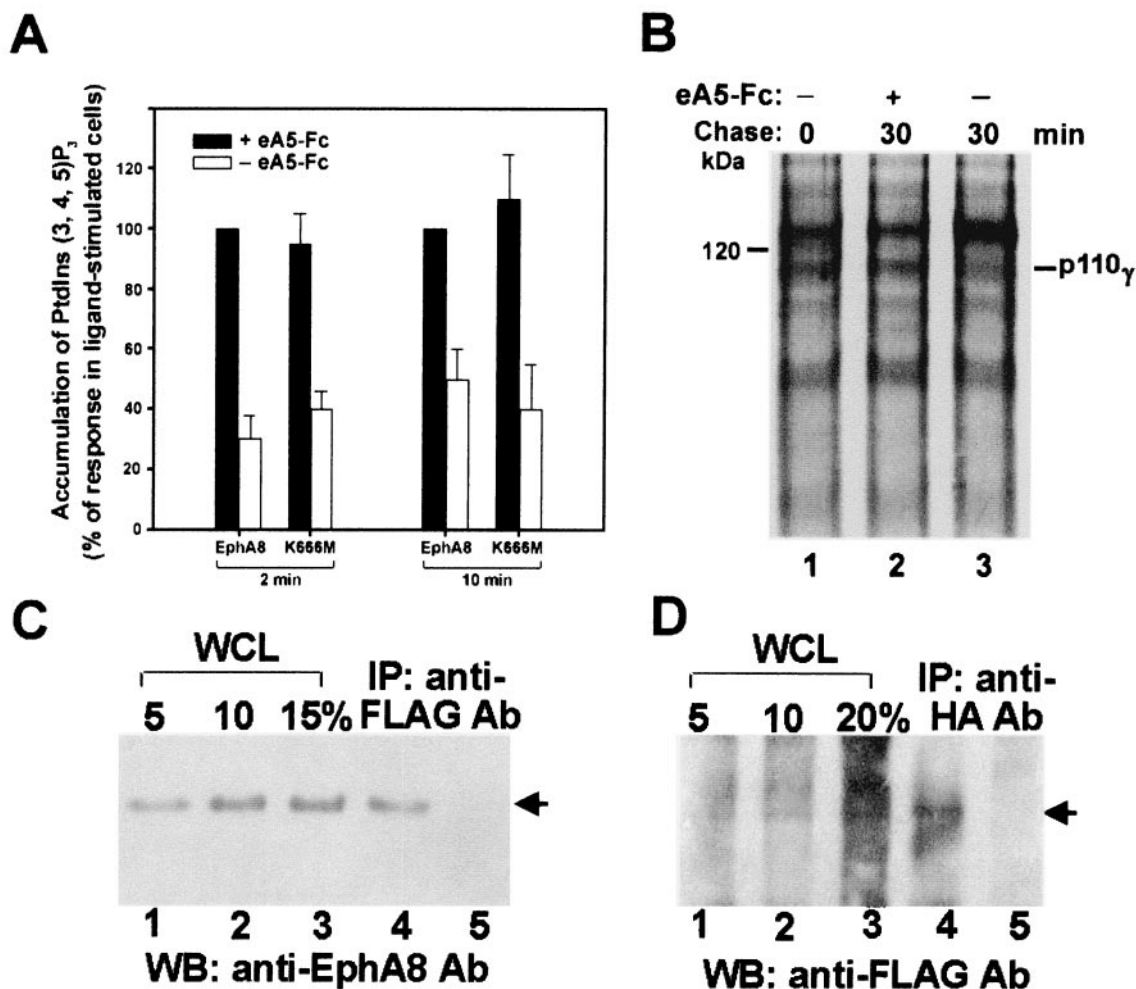 A
Accumulation of PtdIns (3, 4, 5)P3
(% of response in ligand-stimulated cells)
120
100
80
60
40
20
0
+ eA5-Fc
– eA5-Fc
EphA8 K666M EphA8 K666M
2 min 10 min
B
eA5-Fc: – + –
Chase: 0 30 30 min
kDa
120
p110γ
1 2 3
C
WCL IP: anti-
5 10 15% FLAG Ab
1 2 3 4 5
WB: anti-EphA8 Ab
D
WCL IP: anti-
5 10 20% HA Ab
1 2 3 4 5
WB: anti-FLAG Ab